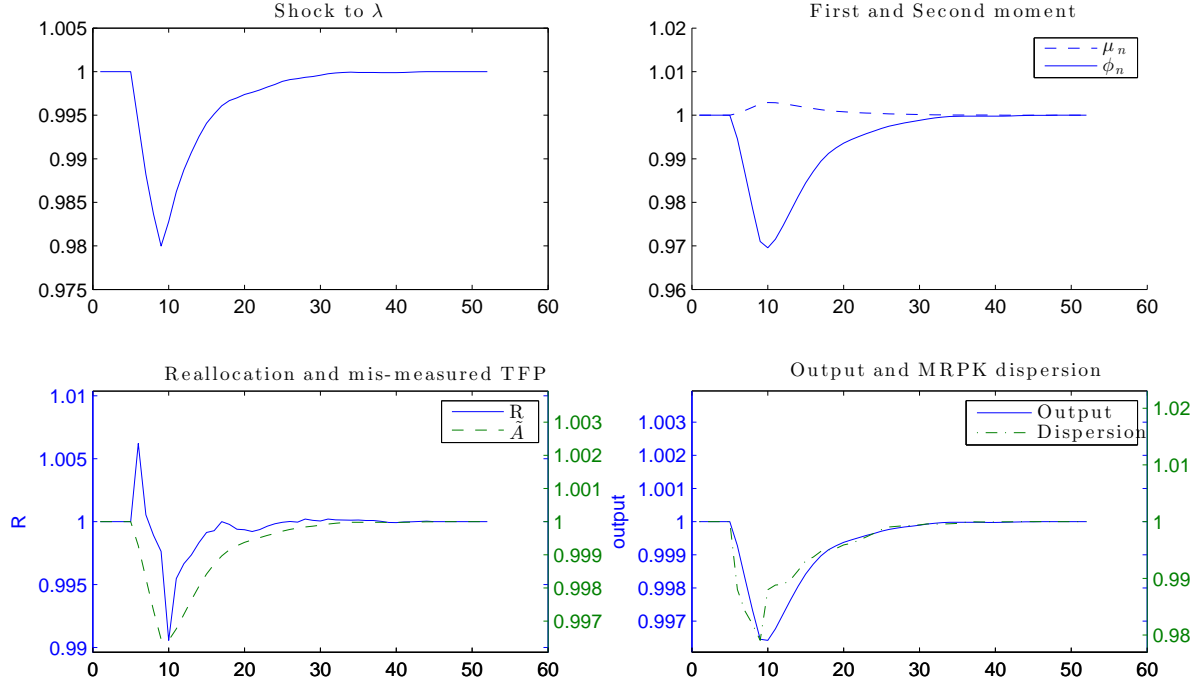 Shock to λ
1.005
1
0.995
0.99
0.985
0.98
0.975
0 10 20 30 40 50 60
First and Second moment
1.02
1.01
1
0.99
0.98
0.97
0.96
0 10 20 30 40 50 60
μn
ϕn
Reallocation and mis-measured TFP
1.01
1.005
1
0.995
0.99
R
0 10 20 30 40 50 60
1.003
1.002
1.001
1
0.999
0.998
0.997
R
Ã
Output and MRPK dispersion
1.003
1.002
1.001
1
0.999
0.998
0.997
output
0 10 20 30 40 50 60
1.02
1.01
1
0.99
0.98
Output
Dispersion